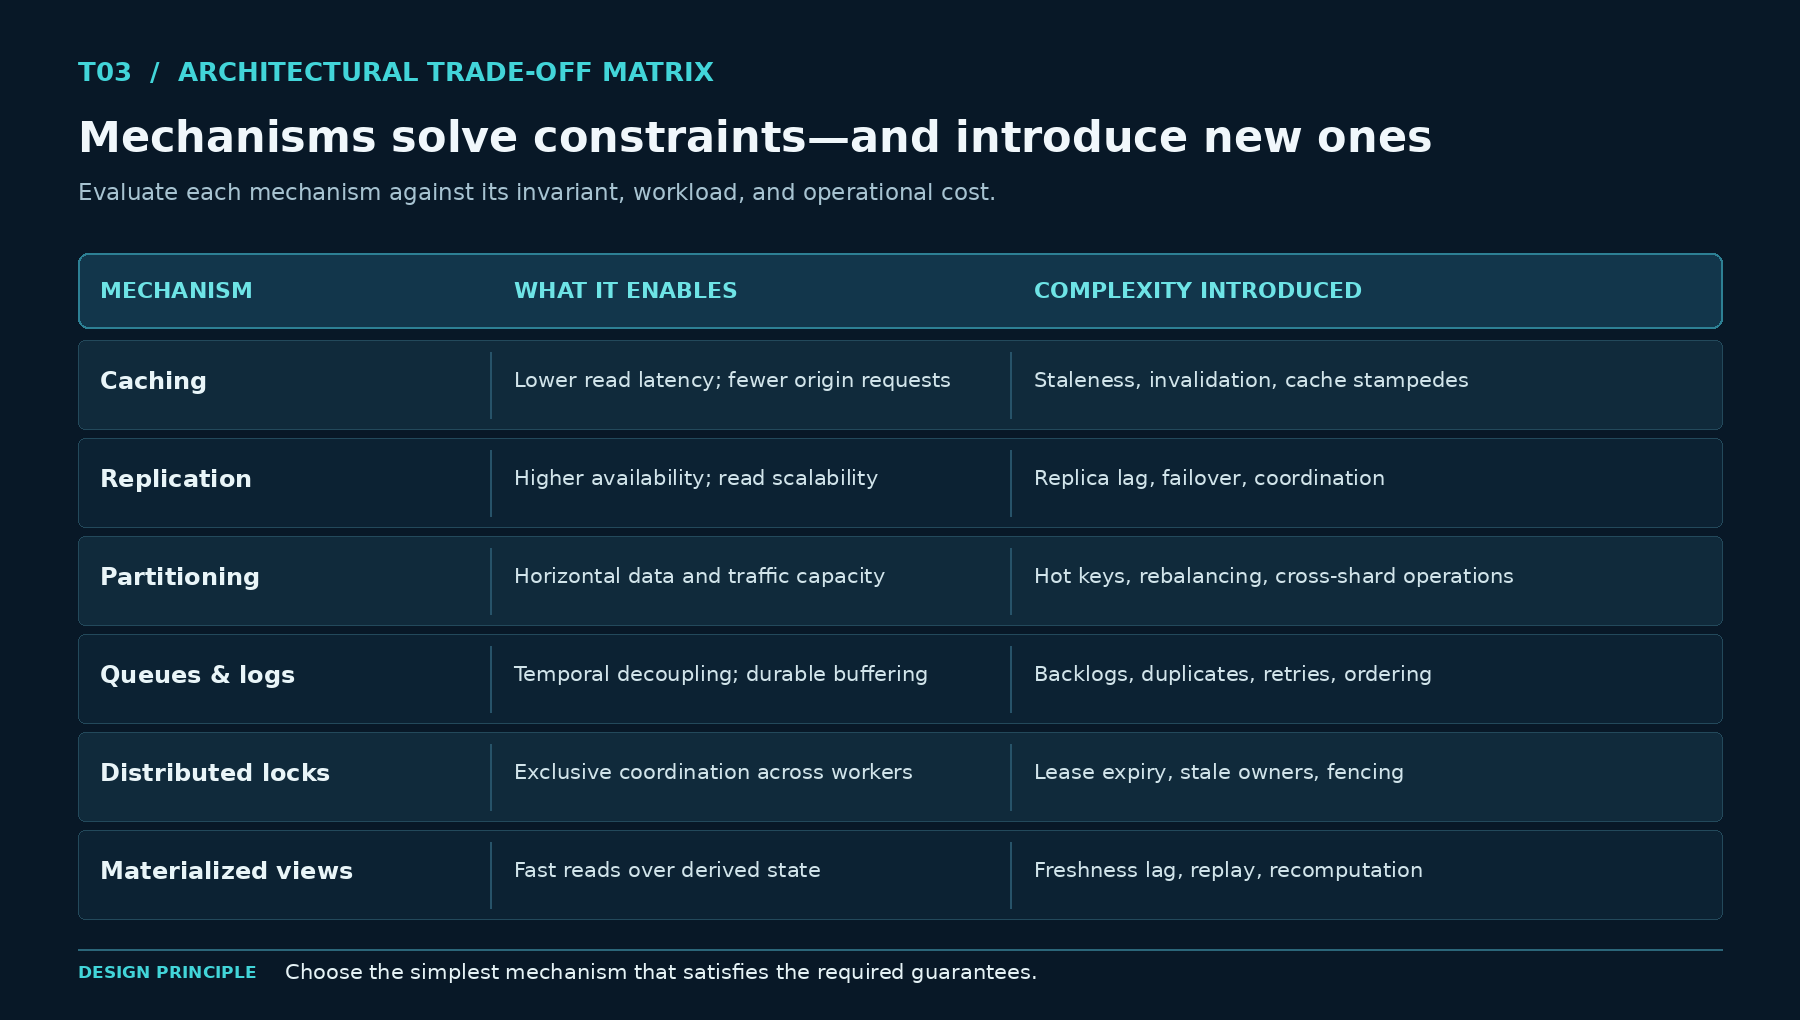 T03 / ARCHITECTURAL TRADE-OFF MATRIX
Mechanisms solve constraints—and introduce new ones
Evaluate each mechanism against its invariant, workload, and operational cost.
MECHANISM WHAT IT ENABLES COMPLEXITY INTRODUCED
Caching Lower read latency; fewer origin requests Staleness, invalidation, cache stampedes
Replication Higher availability; read scalability Replica lag, failover, coordination
Partitioning Horizontal data and traffic capacity Hot keys, rebalancing, cross-shard operations
Queues & logs Temporal decoupling; durable buffering Backlogs, duplicates, retries, ordering
Distributed locks Exclusive coordination across workers Lease expiry, stale owners, fencing
Materialized views Fast reads over derived state Freshness lag, replay, recomputation
DESIGN PRINCIPLE Choose the simplest mechanism that satisfies the required guarantees.